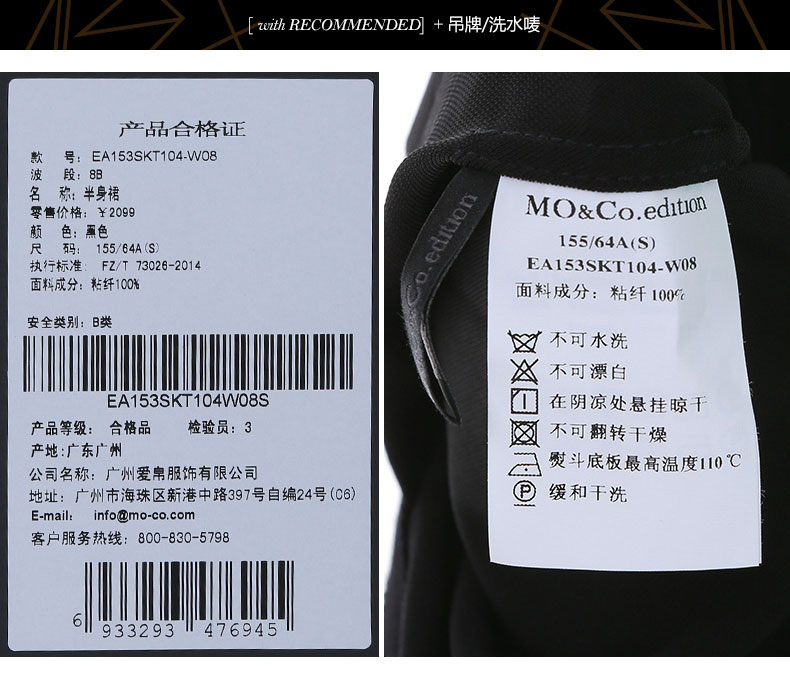 [ with RECOMMENDED] + 吊牌/洗水唛
产品合格证
款 号: EA153SKT104-W08
波 段: 8B
名 称: 半身裙
零售价格: ￥2099
颜 色: 黑色
尺 码: 155/64A(S)
执行标准: FZ/T 73026-2014
面料成分: 粘纤100%
安全类别: B类
EA153SKT104W08S
产品等级: 合格品 检验员: 3
产地:广东广州
公司名称: 广州爱帛服饰有限公司
地址: 广州市海珠区新港中路397号自编24号(C6)
E-mail: info@mo-co.com
客户服务热线: 800-830-5798
6 933293 476945
Co. edition
MO&Co.edition
155/64A(S)
EA153SKT104-W08
面料成分: 粘纤100%
不可水洗
不可漂白
在阴凉处悬挂晾干
不可翻转干燥
熨斗底板最高温度110℃
P 缓和干洗